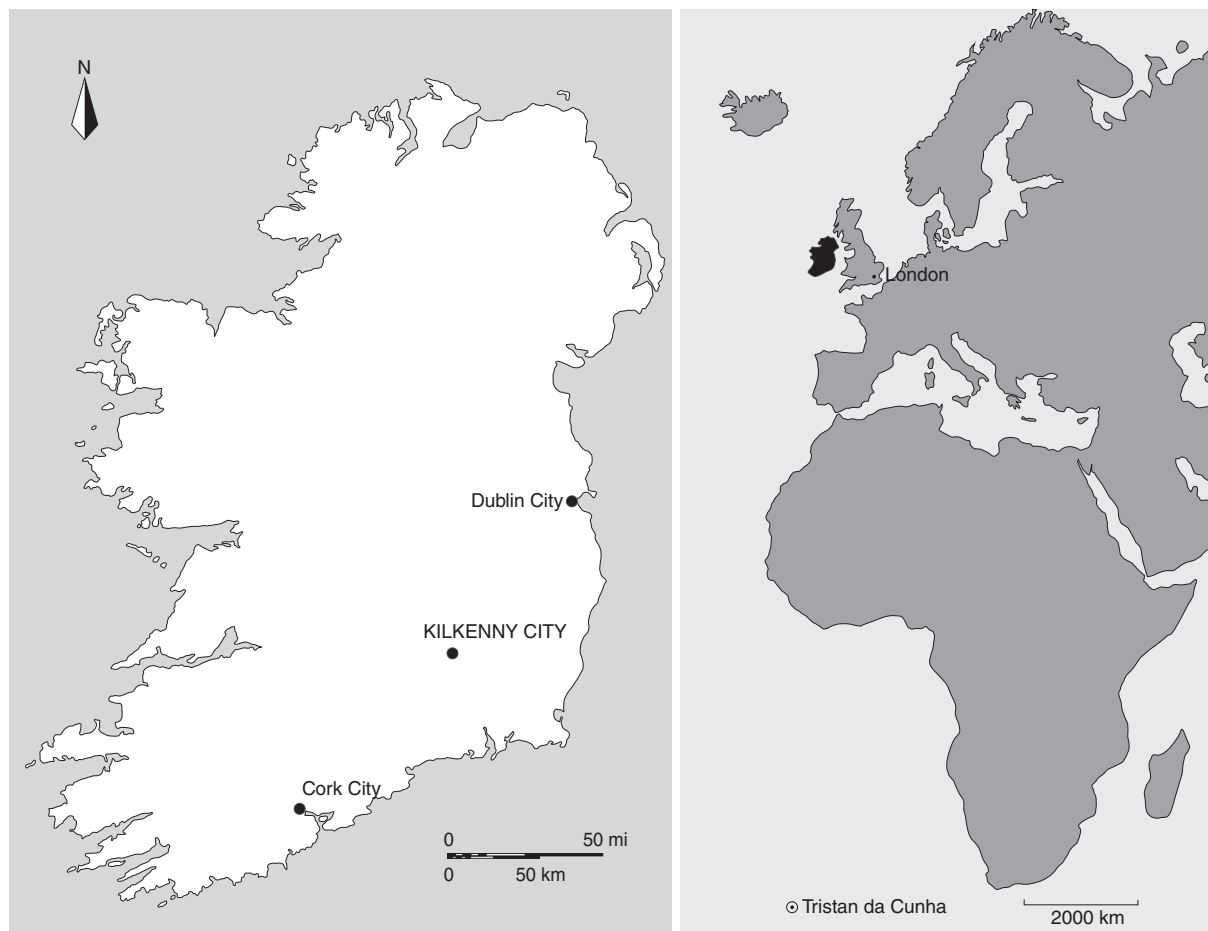 N
Dublin City
KILKENNY CITY
Cork City
0 50 mi
0 50 km
London
Tristan da Cunha
2000 km